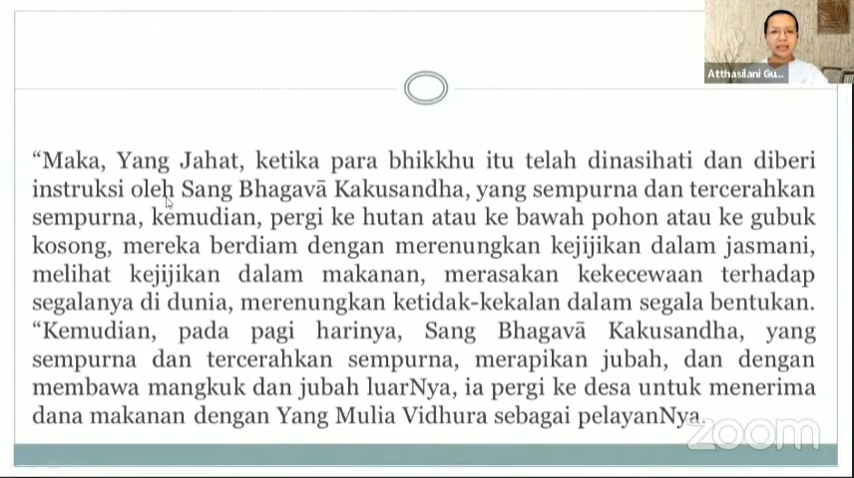 Atthasilani Gu...
“Maka, Yang Jahat, ketika para bhikkhu itu telah dinasihati dan diberi
instruksi oleh Sang Bhagavā Kakusandha, yang sempurna dan tercerahkan
sempurna, kemudian, pergi ke hutan atau ke bawah pohon atau ke gubuk
kosong, mereka berdiam dengan merenungkan kejijikan dalam jasmani,
melihat kejijikan dalam makanan, merasakan kekecewaan terhadap
segalanya di dunia, merenungkan ketidak-kekalan dalam segala bentukan.
“Kemudian, pada pagi harinya, Sang Bhagavā Kakusandha, yang
sempurna dan tercerahkan sempurna, merapikan jubah, dan dengan
membawa mangkuk dan jubah luarNya, ia pergi ke desa untuk menerima
dana makanan dengan Yang Mulia Vidhura sebagai pelayanNya.
zoom